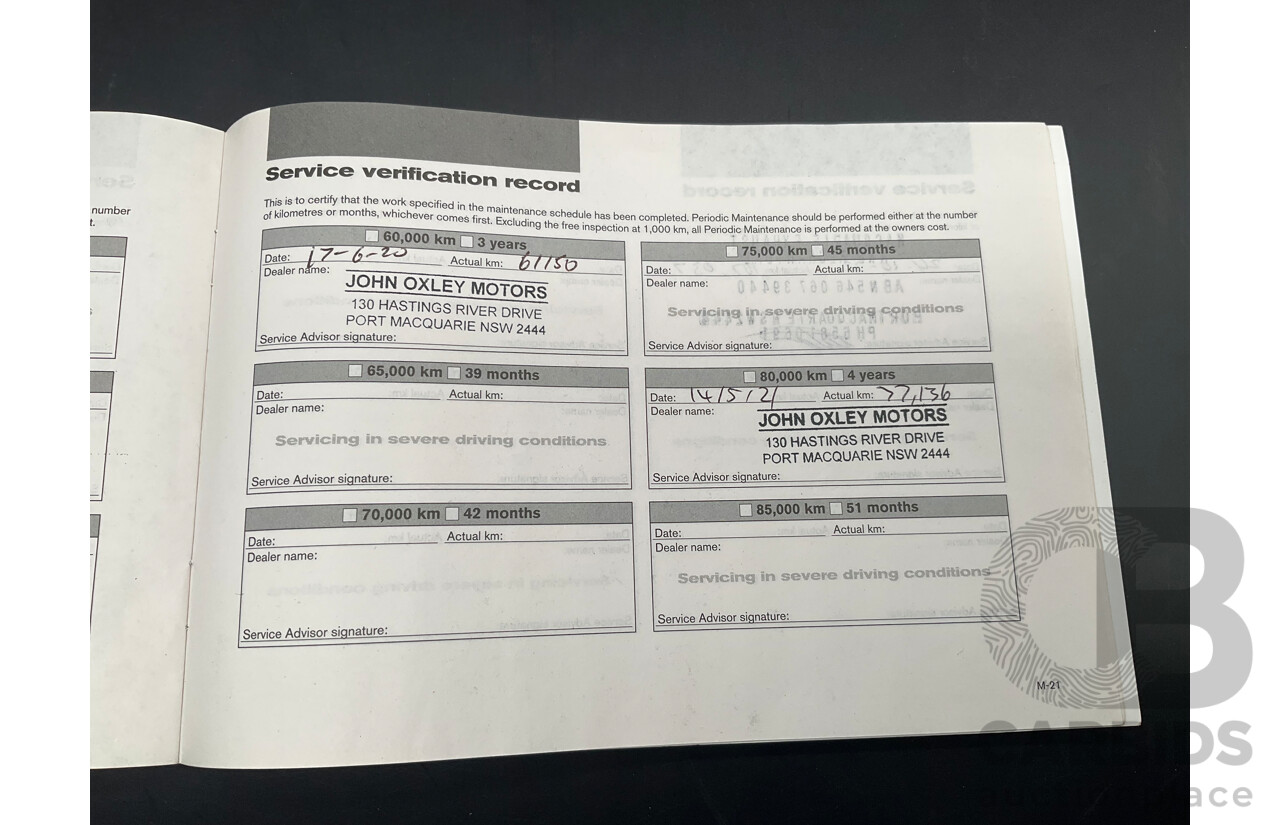 number
t.
Service verification record
This is to certify that the work specified in the maintenance schedule has been completed. Periodic Maintenance should be performed either at the number
of kilometres or months, whichever comes first. Excluding the free inspection at 1,000 km, all Periodic Maintenance is performed at the owners cost.
60,000 km 3 years
Date: 17-6-20 Actual km: 61150
Dealer name:
JOHN OXLEY MOTORS
130 HASTINGS RIVER DRIVE
PORT MACQUARIE NSW 2444
Service Advisor signature:
75,000 km 45 months
Date: Actual km:
Dealer name:
Servicing in severe driving conditions
Service Advisor signature:
65,000 km 39 months
Date: Actual km:
Dealer name:
Servicing in severe driving conditions
Service Advisor signature:
80,000 km 4 years
Date: 14/5/21 Actual km: 77,136
Dealer name:
JOHN OXLEY MOTORS
130 HASTINGS RIVER DRIVE
PORT MACQUARIE NSW 2444
Service Advisor signature:
70,000 km 42 months
Date: Actual km:
Dealer name:
Service Advisor signature:
85,000 km 51 months
Date: Actual km:
Dealer name:
Servicing in severe driving conditions
Service Advisor signature:
M-21